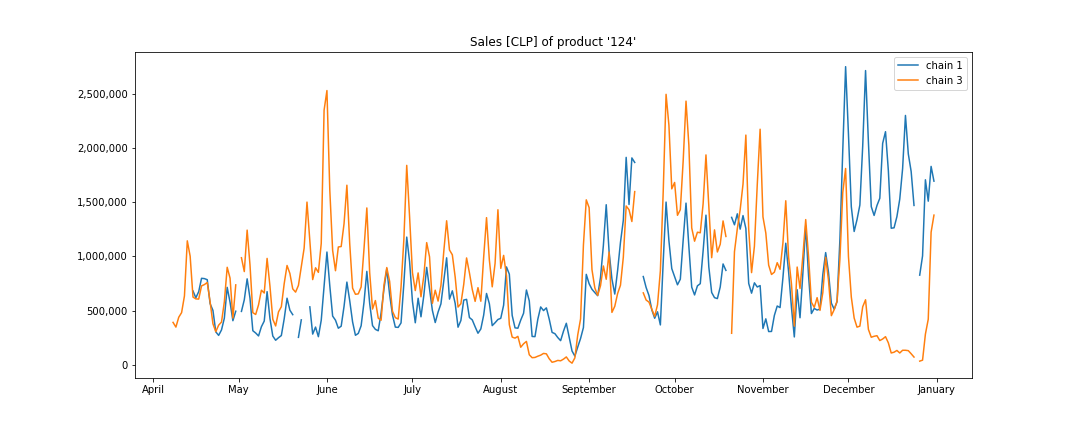 Sales [CLP] of product '124'
chain 1
chain 3
2,500,000
2,000,000
1,500,000
1,000,000
500,000
0
April May June July August September October November December January